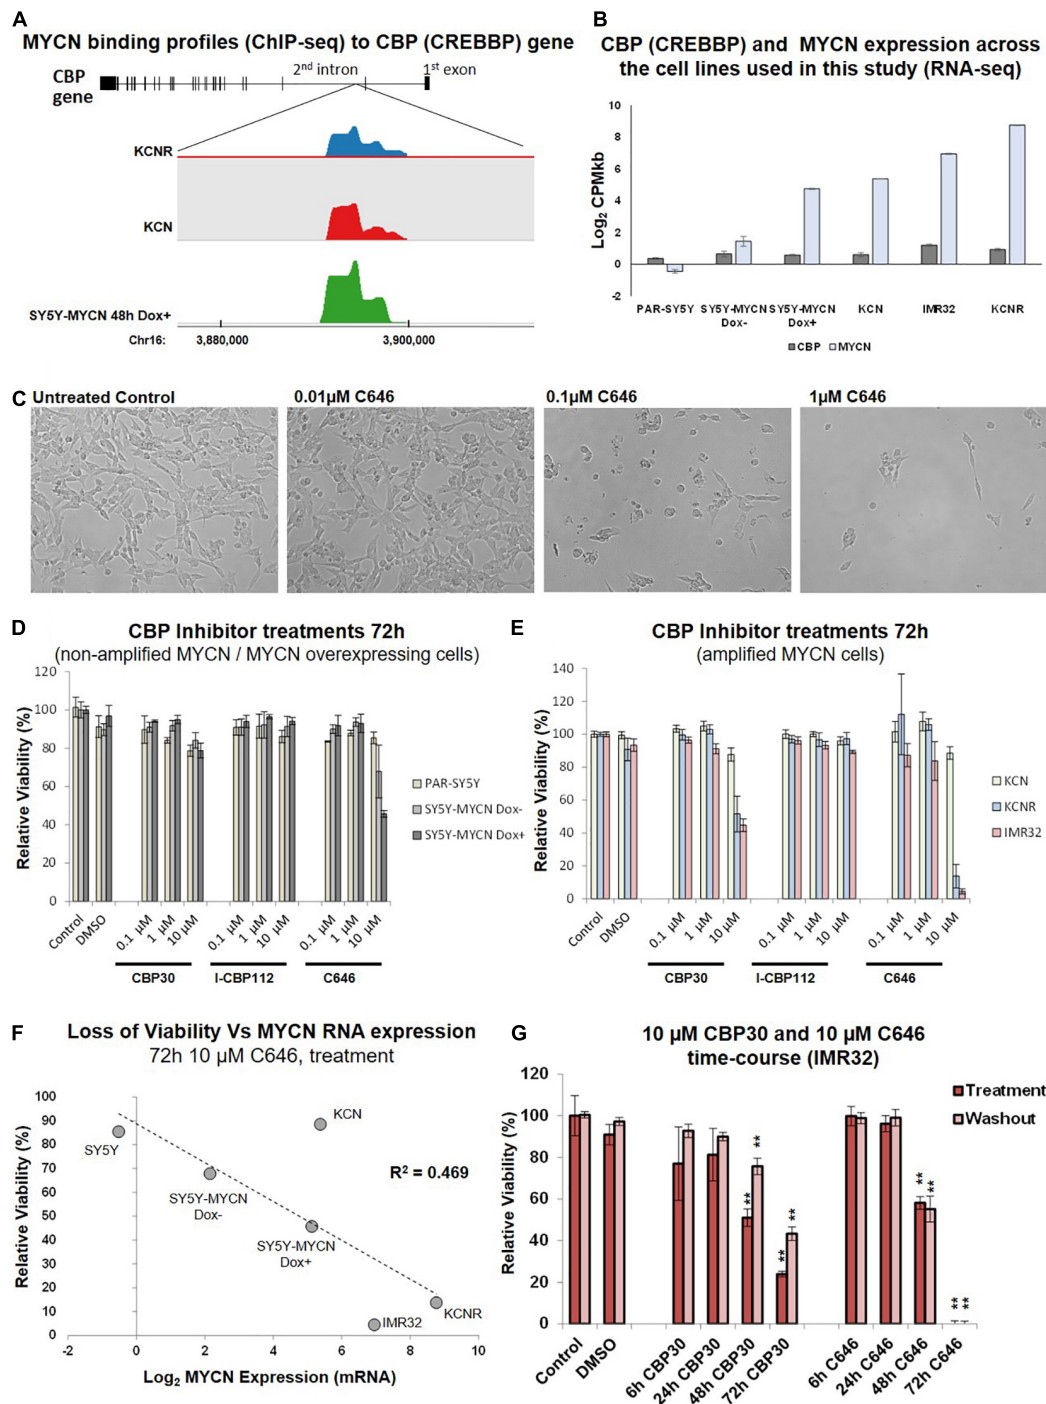 A
MYCN binding profiles (ChIP-seq) to CBP (CREBBP) gene
CBP
gene
2nd intron
1st exon
KCNR
KCN
SY5Y-MYCN 48h Dox+
Chr16:
3,880,000
3,900,000
B
CBP (CREBBP) and MYCN expression across
the cell lines used in this study (RNA-seq)
Log2 CPMkb
10
8
6
4
2
0
-2
PAR-SY5Y
SY5Y-MYCN
Dox-
SY5Y-MYCN
Dox+
KCN
IMR32
KCNR
CBP
MYCN
C
Untreated Control
0.01µM C646
0.1µM C646
1µM C646
D
CBP Inhibitor treatments 72h
(non-amplified MYCN / MYCN overexpressing cells)
Relative Viability (%)
120
100
80
60
40
20
0
PAR-SY5Y
SY5Y-MYCN Dox-
SY5Y-MYCN Dox+
Control
DMSO
0.1 µM
1 µM
10 µM
0.1 µM
1 µM
10 µM
0.1 µM
1 µM
10 µM
CBP30
I-CBP112
C646
E
CBP Inhibitor treatments 72h
(amplified MYCN cells)
Relative Viability (%)
140
120
100
80
60
40
20
0
KCN
KCNR
IMR32
Control
DMSO
0.1 µM
1 µM
10 µM
0.1 µM
1 µM
10 µM
0.1 µM
1 µM
10 µM
CBP30
I-CBP112
C646
F
Loss of Viability Vs MYCN RNA expression
72h 10 µM C646, treatment
Relative Viability (%)
100
90
80
70
60
50
40
30
20
10
0
SY5Y
KCN
R2 = 0.469
SY5Y-MYCN
Dox-
SY5Y-MYCN
Dox+
IMR32
KCNR
-2
0
2
4
6
8
10
Log2 MYCN Expression (mRNA)
G
10 µM CBP30 and 10 µM C646
time-course (IMR32)
Relative Viability (%)
120
100
80
60
40
20
0
Treatment
Washout
**
**
**
**
**
**
**
**
Control
DMSO
6h CBP30
24h CBP30
48h CBP30
72h CBP30
6h C646
24h C646
48h C646
72h C646